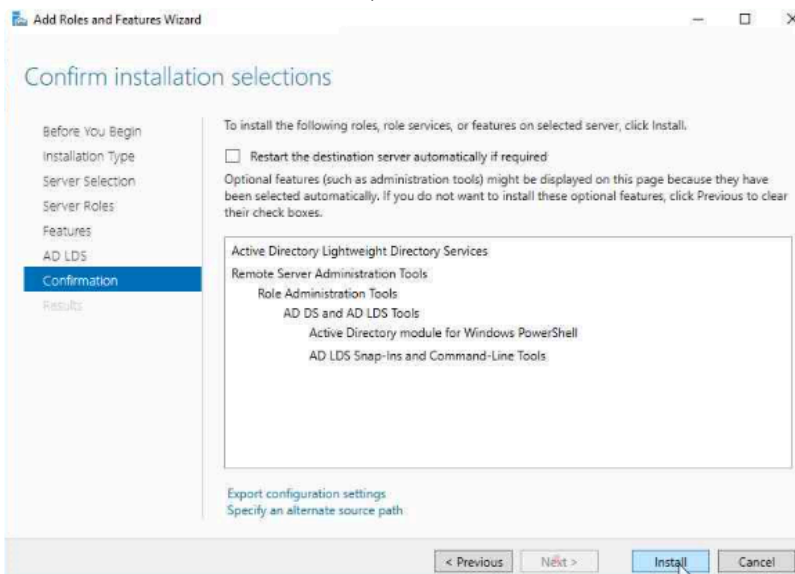 Add Roles and Features Wizard
Confirm installation selections
Before You Begin
Installation Type
Server Selection
Server Roles
Features
AD LDS
Confirmation
Results
To install the following roles, role services, or features on selected server, click Install.
Restart the destination server automatically if required
Optional features (such as administration tools) might be displayed on this page because they have
been selected automatically. If you do not want to install these optional features, click Previous to clear
their check boxes.
Active Directory Lightweight Directory Services
Remote Server Administration Tools
Role Administration Tools
AD DS and AD LDS Tools
Active Directory module for Windows PowerShell
AD LDS Snap-Ins and Command-Line Tools
Export configuration settings
Specify an alternate source path
< Previous
Next >
Install
Cancel